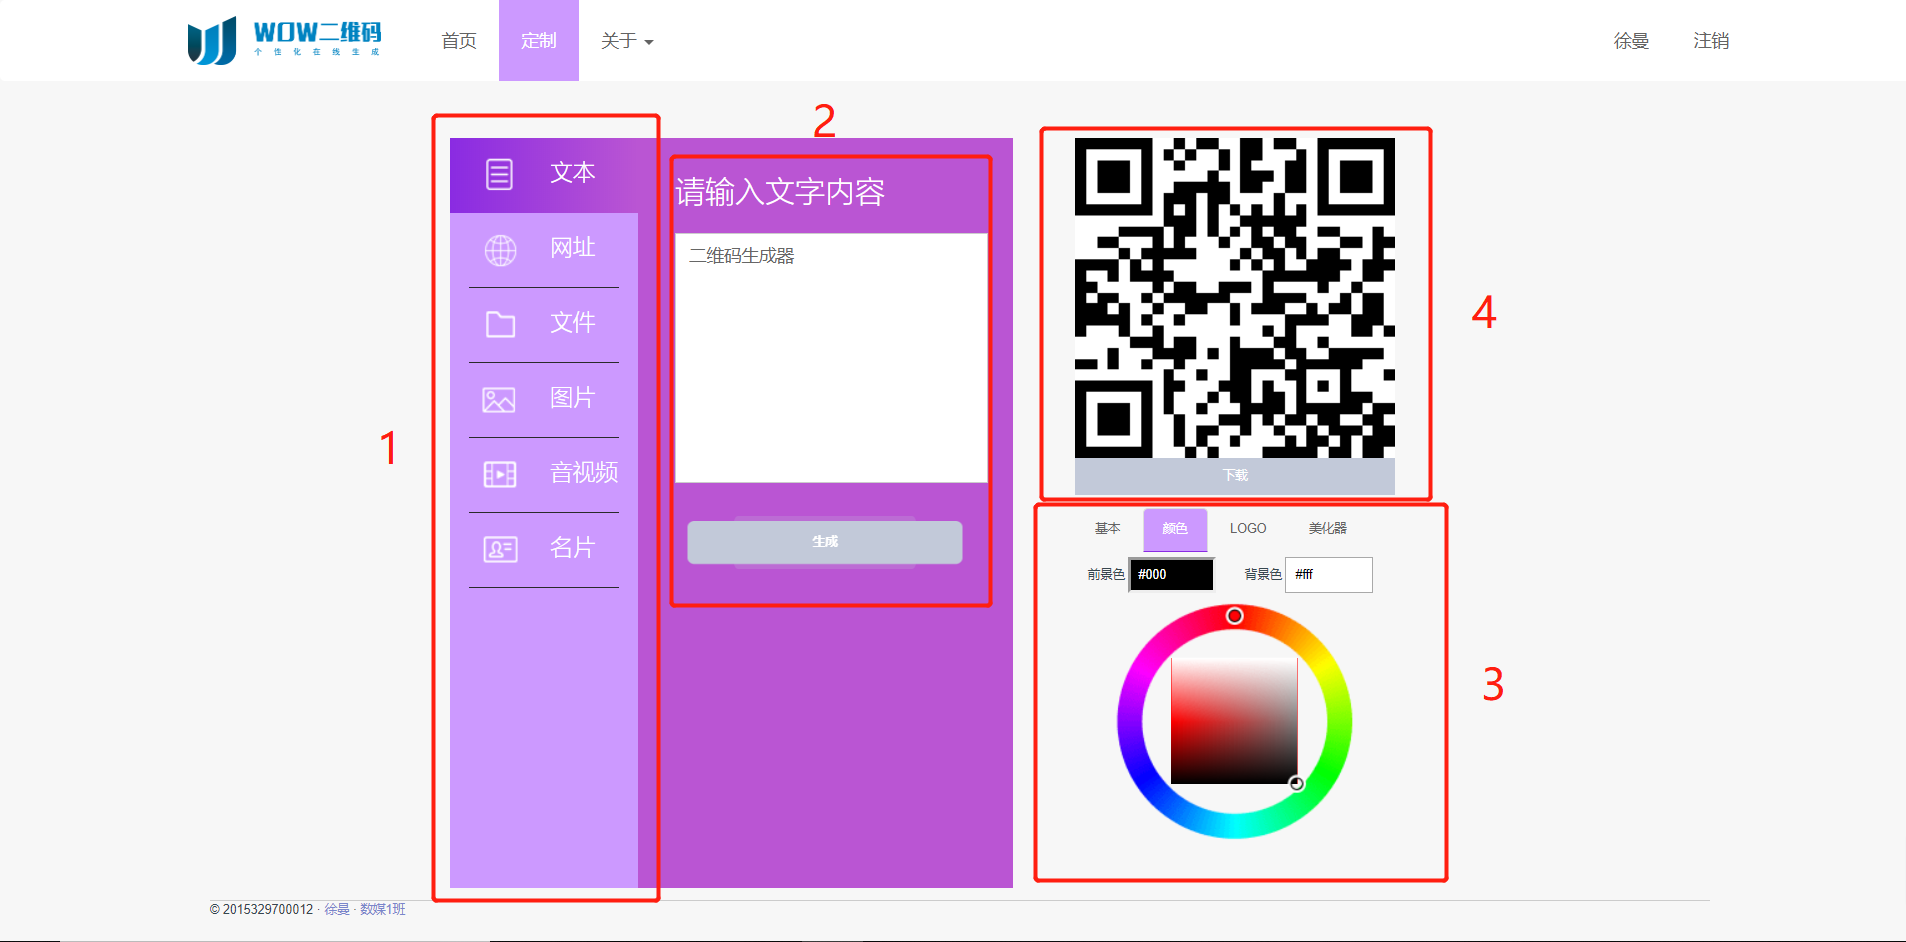 WOW二维码
个性化在线生成
首页
定制
关于
徐曼
注销
1
文本
网址
文件
图片
音视频
名片
2
请输入文字内容
二维码生成器
生成
4
下载
3
基本
颜色
LOGO
美化器
前景色 #000
背景色 #fff
© 2015329700012 · 徐曼 · 数媒1班